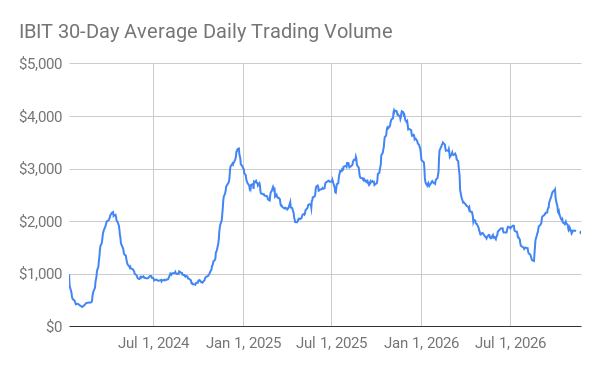 IBIT 30-Day Average Daily Trading Volume
$5,000
$4,000
$3,000
$2,000
$1,000
$0
Jul 1, 2024
Jan 1, 2025
Jul 1, 2025
Jan 1, 2026
Jul 1, 2026